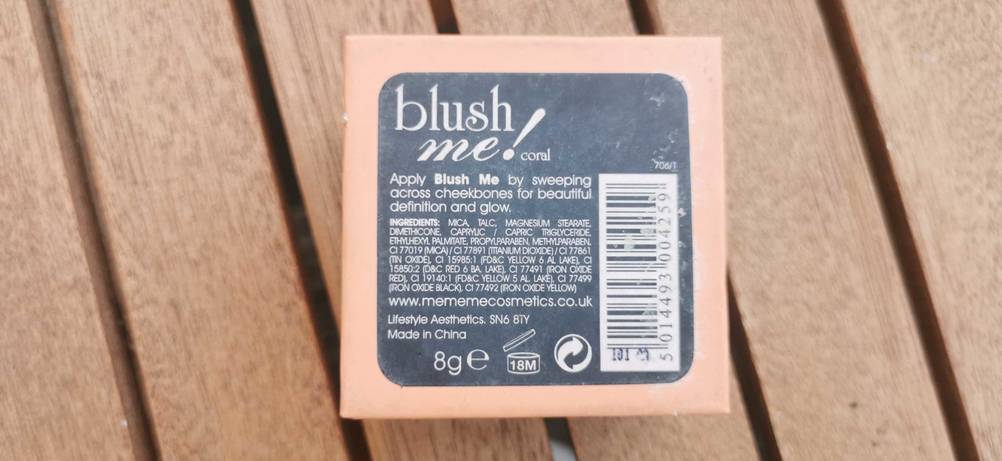 blush
me!
coral
706/1
Apply Blush Me by sweeping
across cheekbones for beautiful
definition and glow.
INGREDIENTS: MICA, TALC, MAGNESIUM STEARATE,
DIMETHICONE, CAPRYLIC / CAPRIC TRIGLYCERIDE,
ETHYLHEXYL PALMITATE, PROPYLPARABEN, METHYLPARABEN,
CI 77019 (MICA) / CI 77891 (TITANIUM DIOXIDE) / CI 77861
(TIN OXIDE), CI 15985:1 (FD&C YELLOW 6 AL LAKE), CI
15850:2 (D&C RED 6 BA. LAKE), CI 77491 (IRON OXIDE
RED), CI 19140:1 (FD&C YELLOW 5 AL. LAKE), CI 77499
(IRON OXIDE BLACK), CI 77492 (IRON OXIDE YELLOW)
www.mememecosmetics.co.uk
Lifestyle Aesthetics. SN6 8TY
Made in China
8g e
18M
5 014493 004259